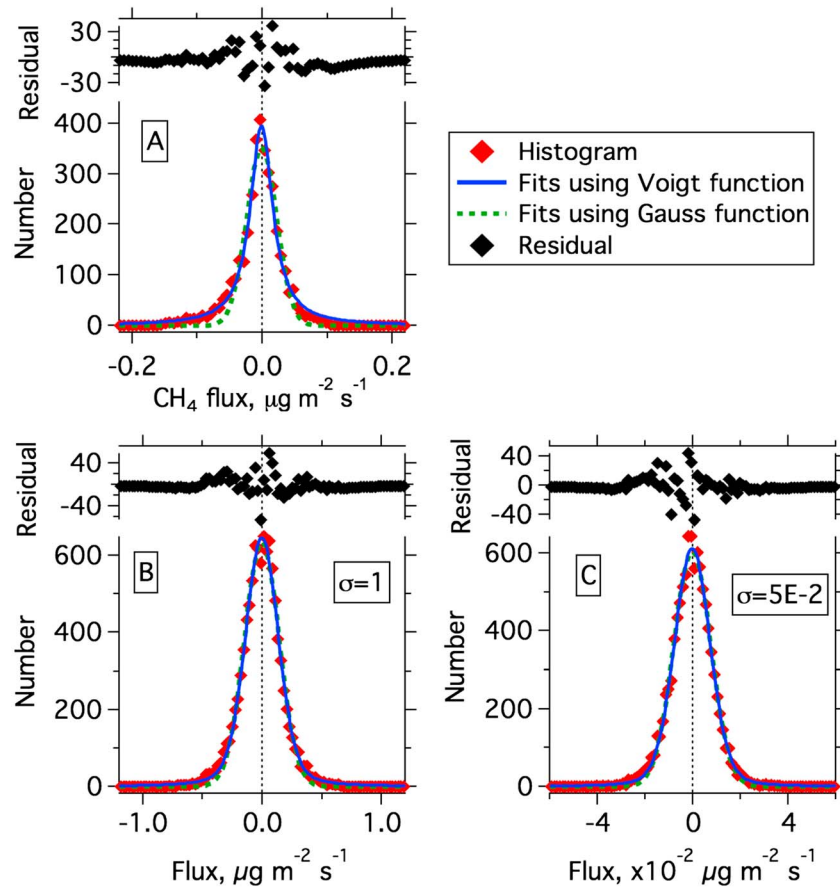 30
-30
Residual
400
300
200
100
0
Number
A
-0.2 0.0 0.2
CH₄ flux, μg m⁻² s⁻¹
Histogram
Fits using Voigt function
Fits using Gauss function
Residual
40
-40
Residual
600
400
200
0
Number
B
σ=1
-1.0 0.0 1.0
Flux, μg m⁻² s⁻¹
40
0
-40
Residual
600
400
200
0
Number
C
σ=5E-2
-4 0 4
Flux, x10⁻² μg m⁻² s⁻¹